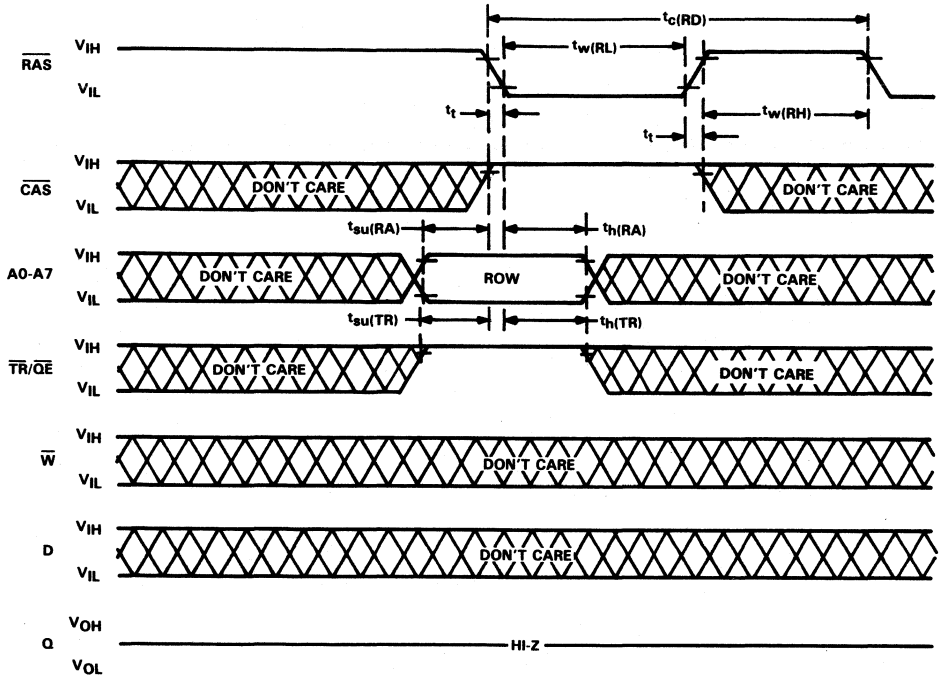 tc(RD)
VIH
tw(RL)
RAS
VIL
tt
tw(RH)
tt
VIH
CAS
DON'T CARE
DON'T CARE
VIL
tsu(RA)
th(RA)
VIH
A0-A7
DON'T CARE
ROW
DON'T CARE
VIL
tsu(TR)
th(TR)
VIH
TR/QE
DON'T CARE
DON'T CARE
VIL
VIH
W
DON'T CARE
VIL
VIH
D
DON'T CARE
VIL
VOH
Q
HI-Z
VOL